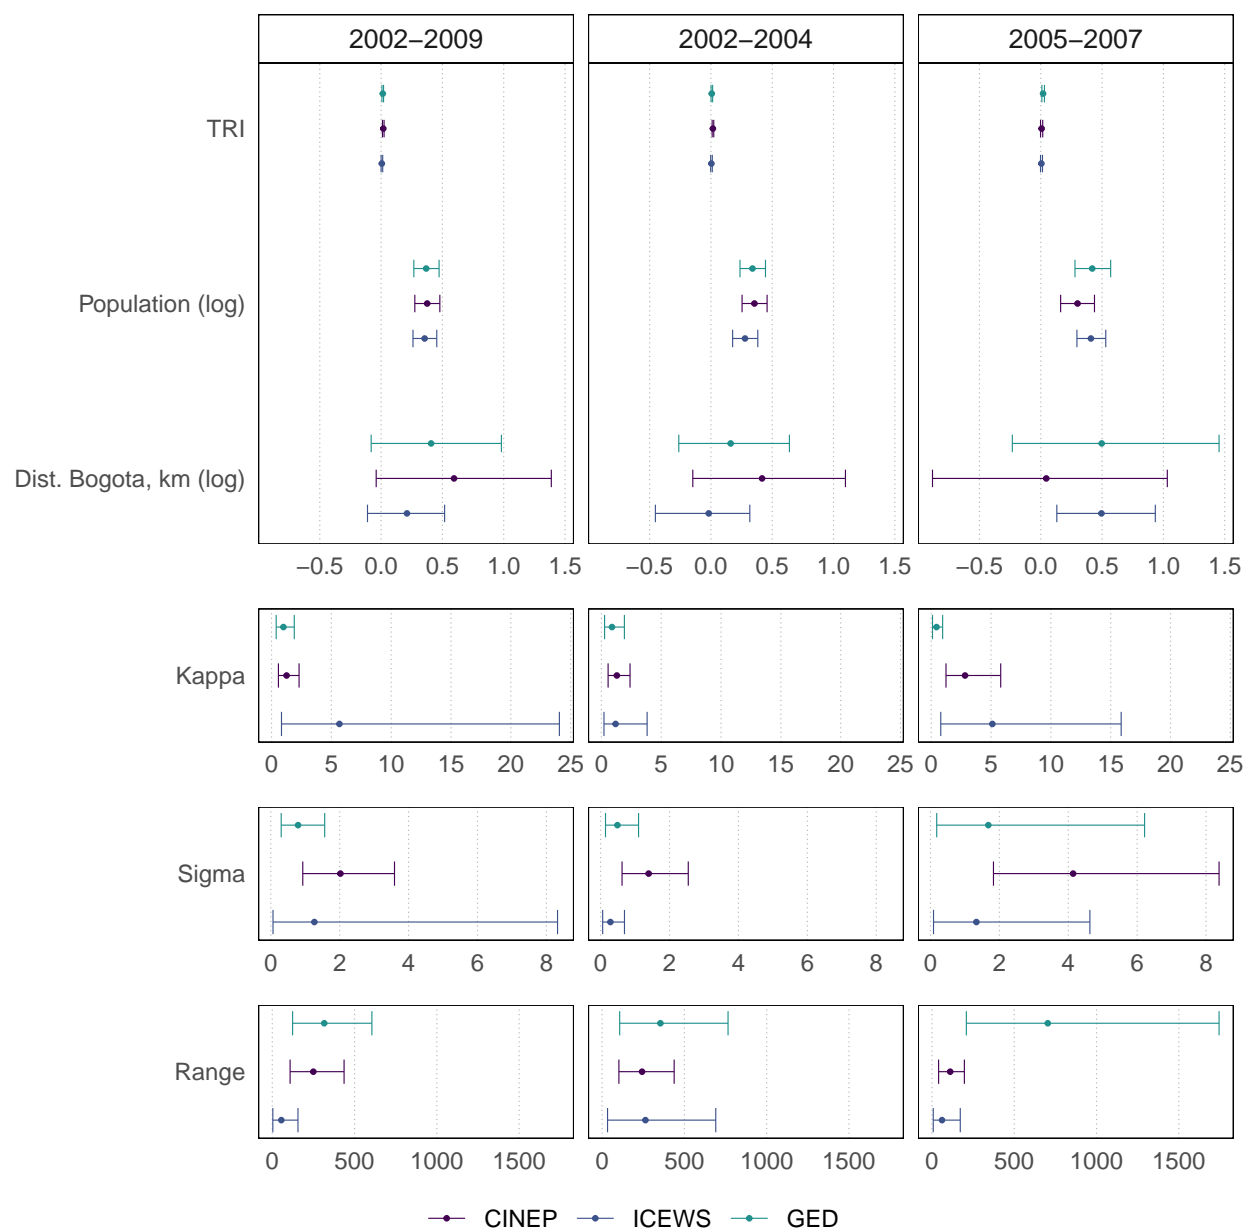 2002−2009 2002−2004 2005−2007
TRI
Population (log)
Dist. Bogota, km (log)
−0.5 0.0 0.5 1.0 1.5 −0.5 0.0 0.5 1.0 1.5 −0.5 0.0 0.5 1.0 1.5
Kappa
0 5 10 15 20 25 0 5 10 15 20 25 0 5 10 15 20 25
Sigma
0 2 4 6 8 0 2 4 6 8 0 2 4 6 8
Range
0 500 1000 1500 0 500 1000 1500 0 500 1000 1500
CINEP ICEWS GED